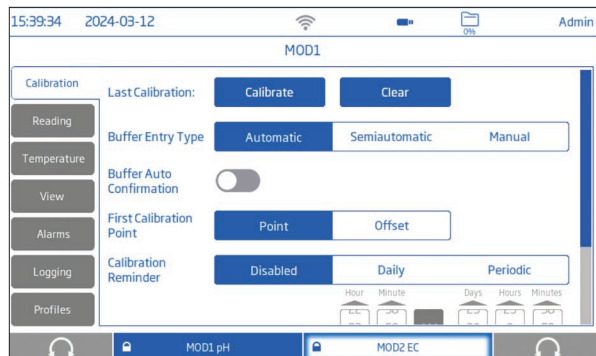 15:39:34 2024-03-12 0% Admin
MOD1
Calibration
Last Calibration: Calibrate Clear
Reading
Buffer Entry Type Automatic Semiautomatic Manual
Temperature
Buffer Auto
Confirmation
View
First Calibration
Point Point Offset
Alarms
Calibration
Reminder Disabled Daily Periodic
Logging
Hour Minute Days Hours Minutes
Profiles
MOD1 pH MOD2 EC